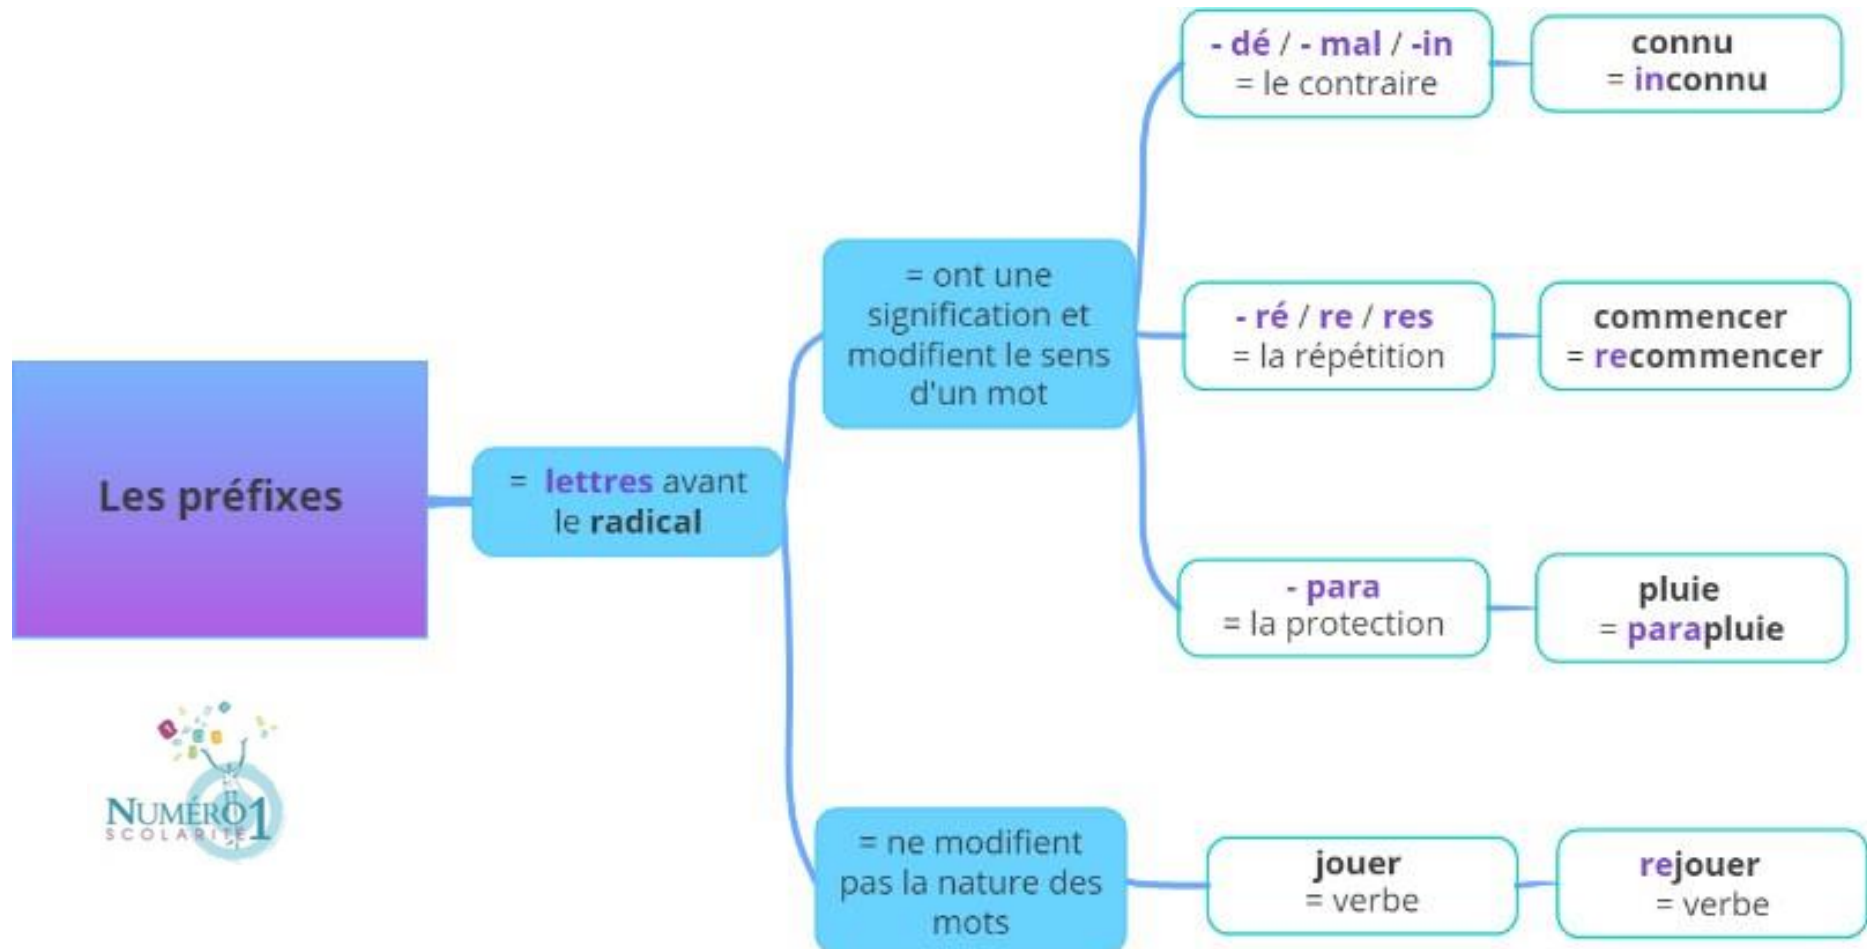 Les préfixes
= lettres avant
le radical
= ont une
signification et
modifient le sens
d'un mot
- dé / - mal / -in
= le contraire
connu
= inconnu
- ré / re / res
= la répétition
commencer
= recommencer
- para
= la protection
pluie
= parapluie
= ne modifient
pas la nature des
mots
jouer
= verbe
rejouer
= verbe
NUMÉRO1
SCOLARITÉ